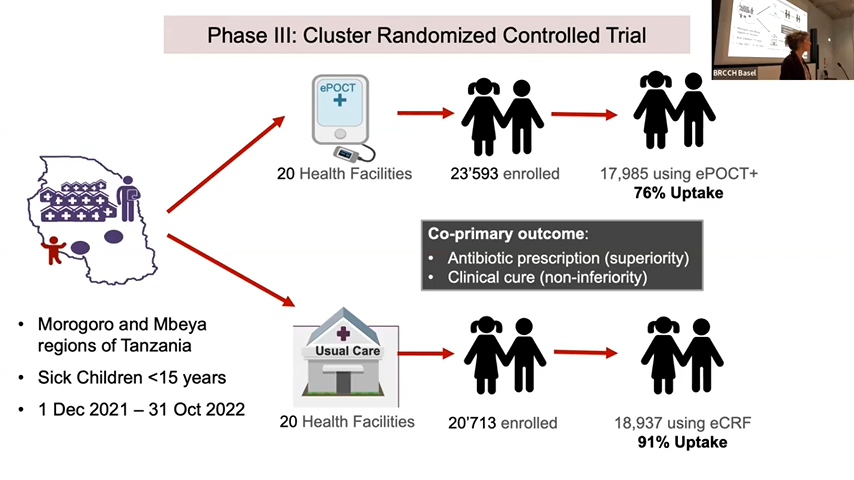 Phase III: Cluster Randomized Controlled Trial
BRCCH Basel
ePOCT
20 Health Facilities
23'593 enrolled
17,985 using ePOCT+
76% Uptake
Co-primary outcome:
• Antibiotic prescription (superiority)
• Clinical cure (non-inferiority)
• Morogoro and Mbeya
regions of Tanzania
• Sick Children <15 years
• 1 Dec 2021 – 31 Oct 2022
Usual Care
20 Health Facilities
20'713 enrolled
18,937 using eCRF
91% Uptake